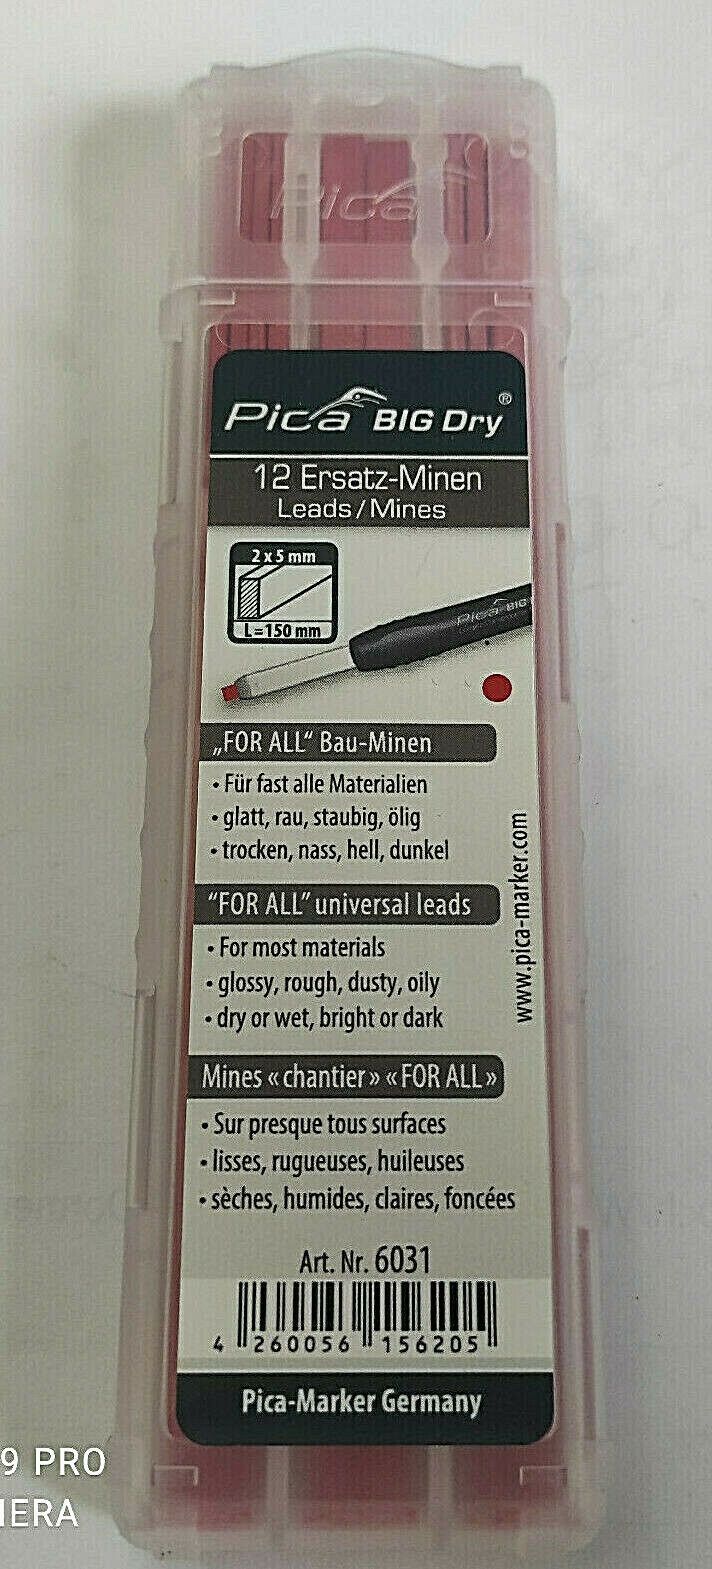 Pica
Pica BIG Dry®
12 Ersatz-Minen
Leads/Mines
2 x 5 mm
L=150 mm
Pica BIG
„FOR ALL“ Bau-Minen
• Für fast alle Materialien
• glatt, rau, staubig, ölig
• trocken, nass, hell, dunkel
“FOR ALL” universal leads
• For most materials
• glossy, rough, dusty, oily
• dry or wet, bright or dark
www.pica-marker.com
Mines «chantier» «FOR ALL»
• Sur presque tous surfaces
• lisses, rugueuses, huileuses
• sèches, humides, claires, foncées
Art. Nr. 6031
4 260056 156205
Pica-Marker Germany
9 PRO